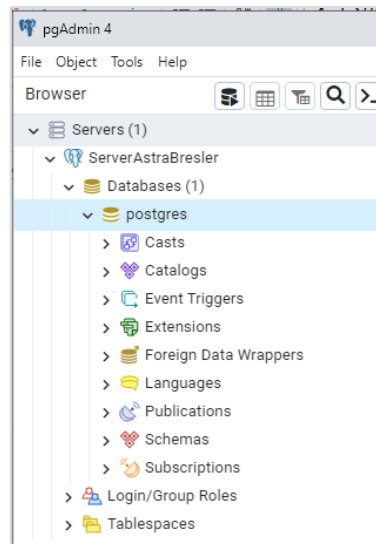 pgAdmin 4
File Object Tools Help
Browser
Servers (1)
ServerAstraBresler
Databases (1)
postgres
Casts
Catalogs
Event Triggers
Extensions
Foreign Data Wrappers
Languages
Publications
Schemas
Subscriptions
Login/Group Roles
Tablespaces